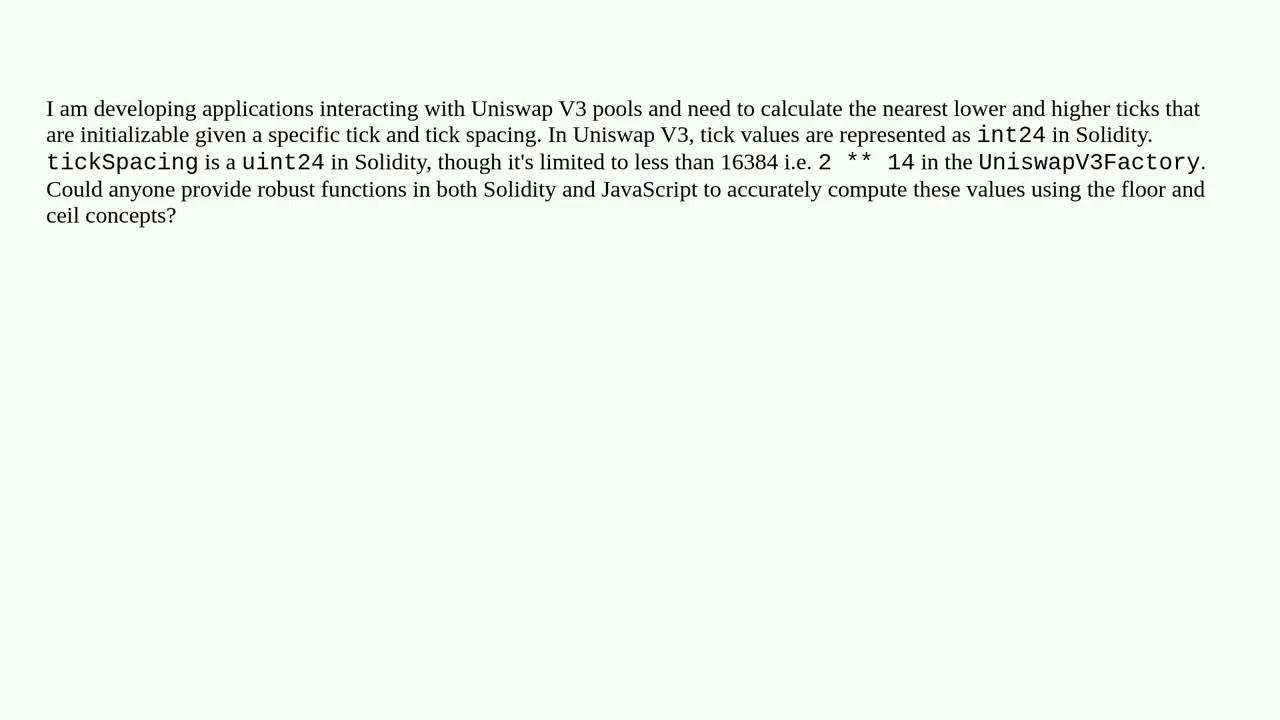 I am developing applications interacting with Uniswap V3 pools and need to calculate the nearest lower and higher ticks that
are initializable given a specific tick and tick spacing. In Uniswap V3, tick values are represented as int24 in Solidity.
tickSpacing is a uint24 in Solidity, though it's limited to less than 16384 i.e. 2 ** 14 in the UniswapV3Factory.
Could anyone provide robust functions in both Solidity and JavaScript to accurately compute these values using the floor and
ceil concepts?